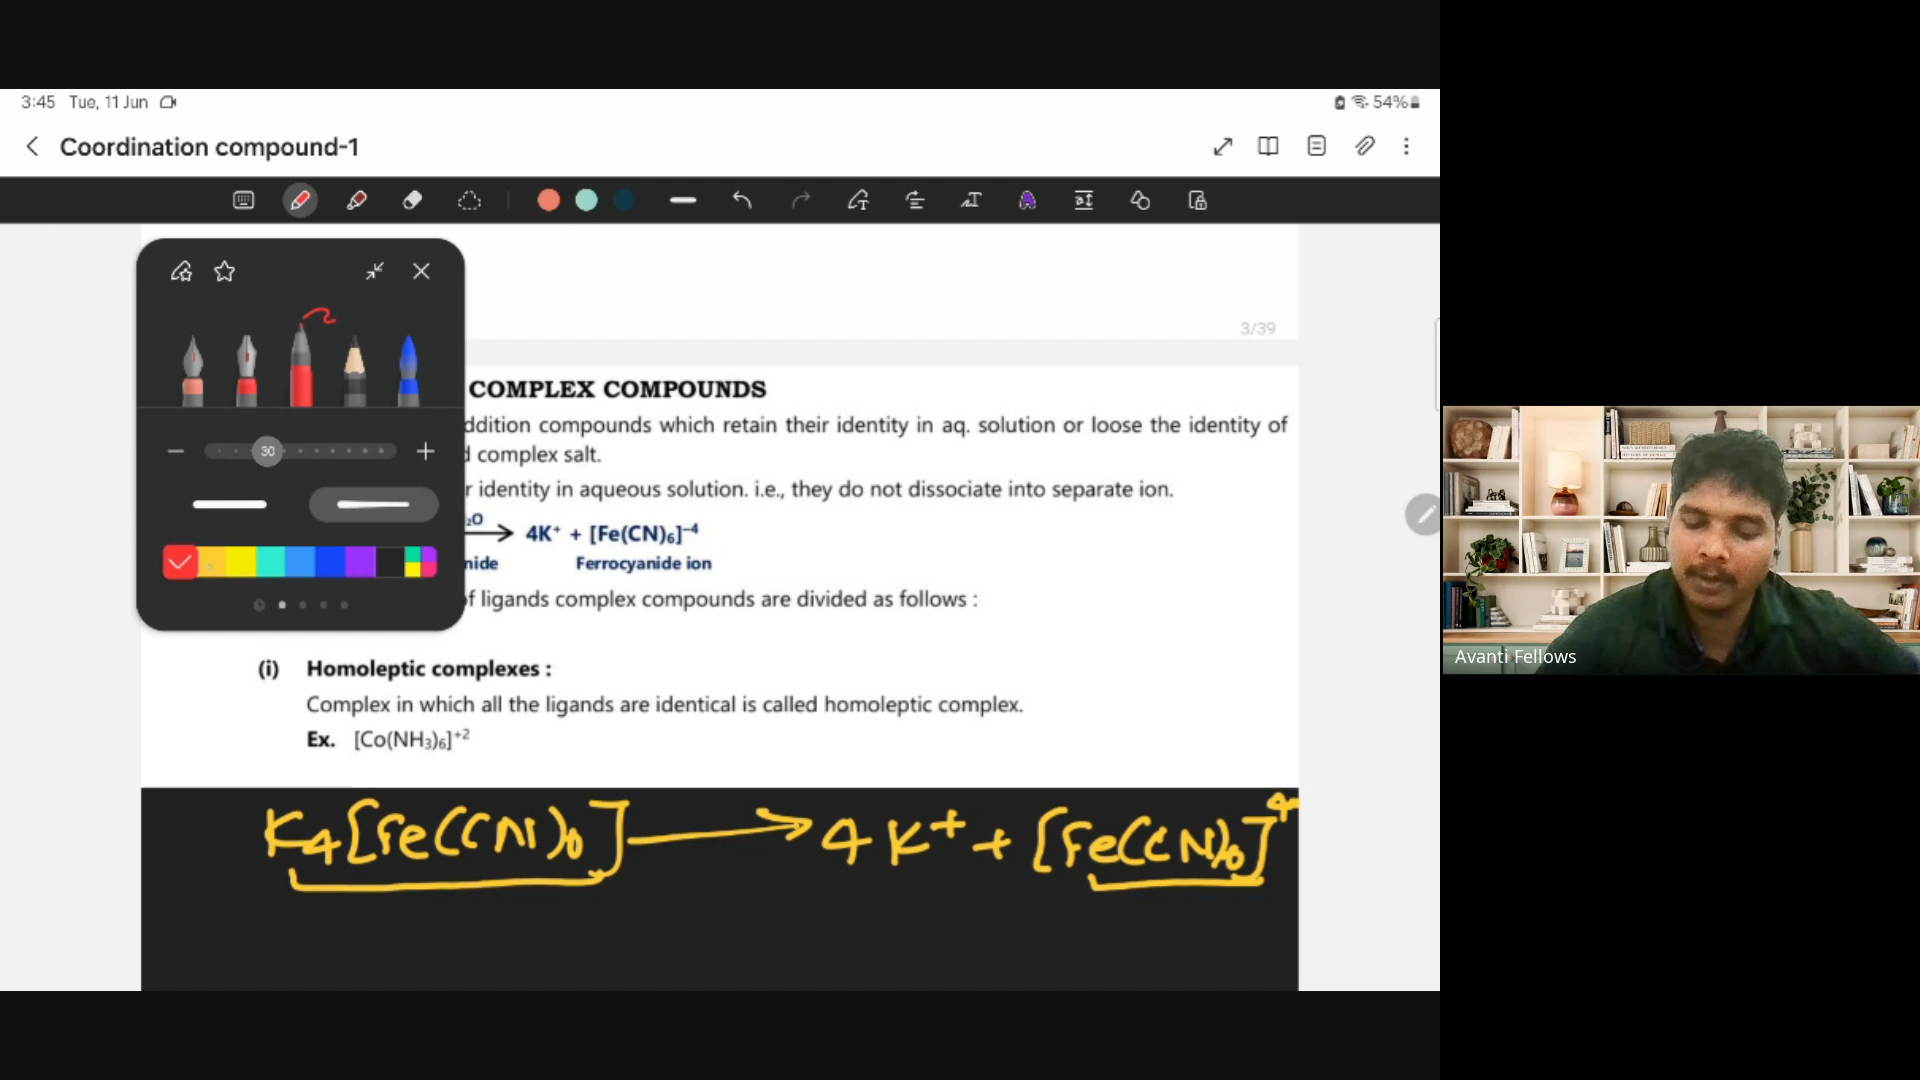 3:45 Tue, 11 Jun
54%
Coordination compound-1
3/39
30
COMPLEX COMPOUNDS
ddition compounds which retain their identity in aq. solution or loose the identity of
complex salt.
r identity in aqueous solution. i.e., they do not dissociate into separate ion.
₂O
4K⁺ + [Fe(CN)₆]⁻⁴
nide Ferrocyanide ion
f ligands complex compounds are divided as follows :
(i) Homoleptic complexes :
Complex in which all the ligands are identical is called homoleptic complex.
Ex. [Co(NH₃)₆]⁺²
K₄[Fe(CN)₆] ⟶ 4K⁺ + [Fe(CN)₆]⁴⁻
Avanti Fellows